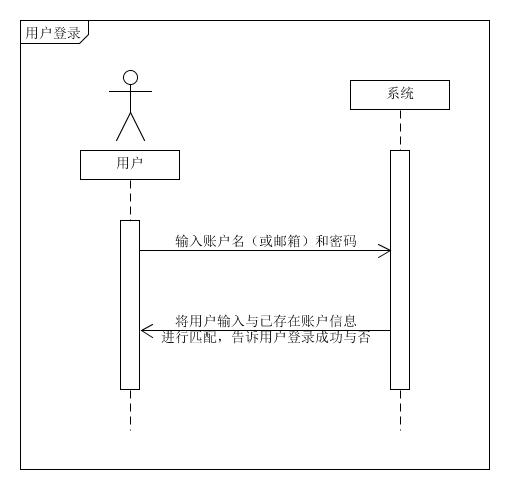 用户登录
系统
用户
输入账户名（或邮箱）和密码
将用户输入与已存在账户信息
进行匹配，告诉用户登录成功与否